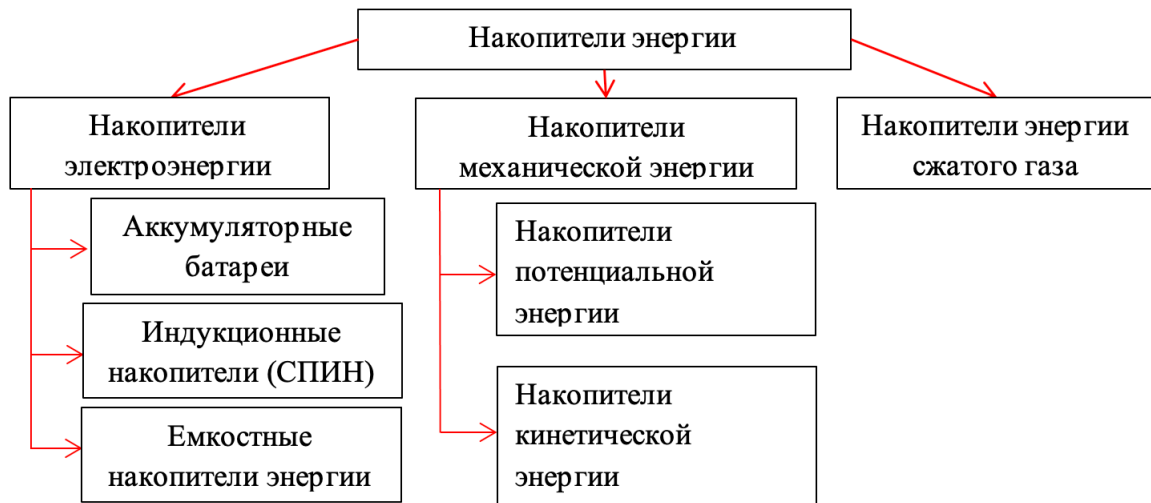 Накопители энергии
Накопители
электроэнергии
Накопители
механической энергии
Накопители энергии
сжатого газа
Аккумуляторные
батареи
Индукционные
накопители (СПИН)
Емкостные
накопители энергии
Накопители
потенциальной
энергии
Накопители
кинетической
энергии